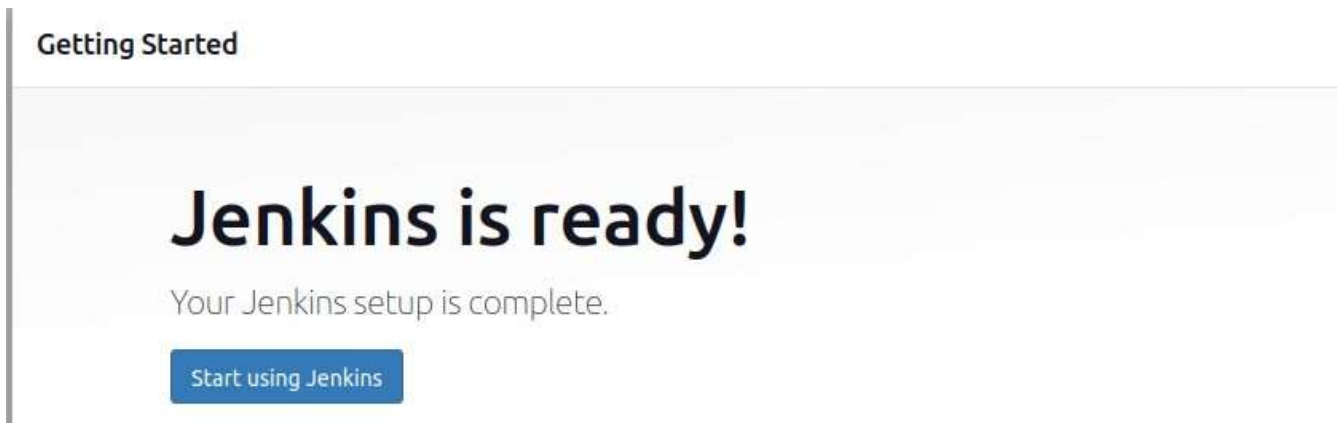 Getting Started
Jenkins is ready!
Your Jenkins setup is complete.
Start using Jenkins